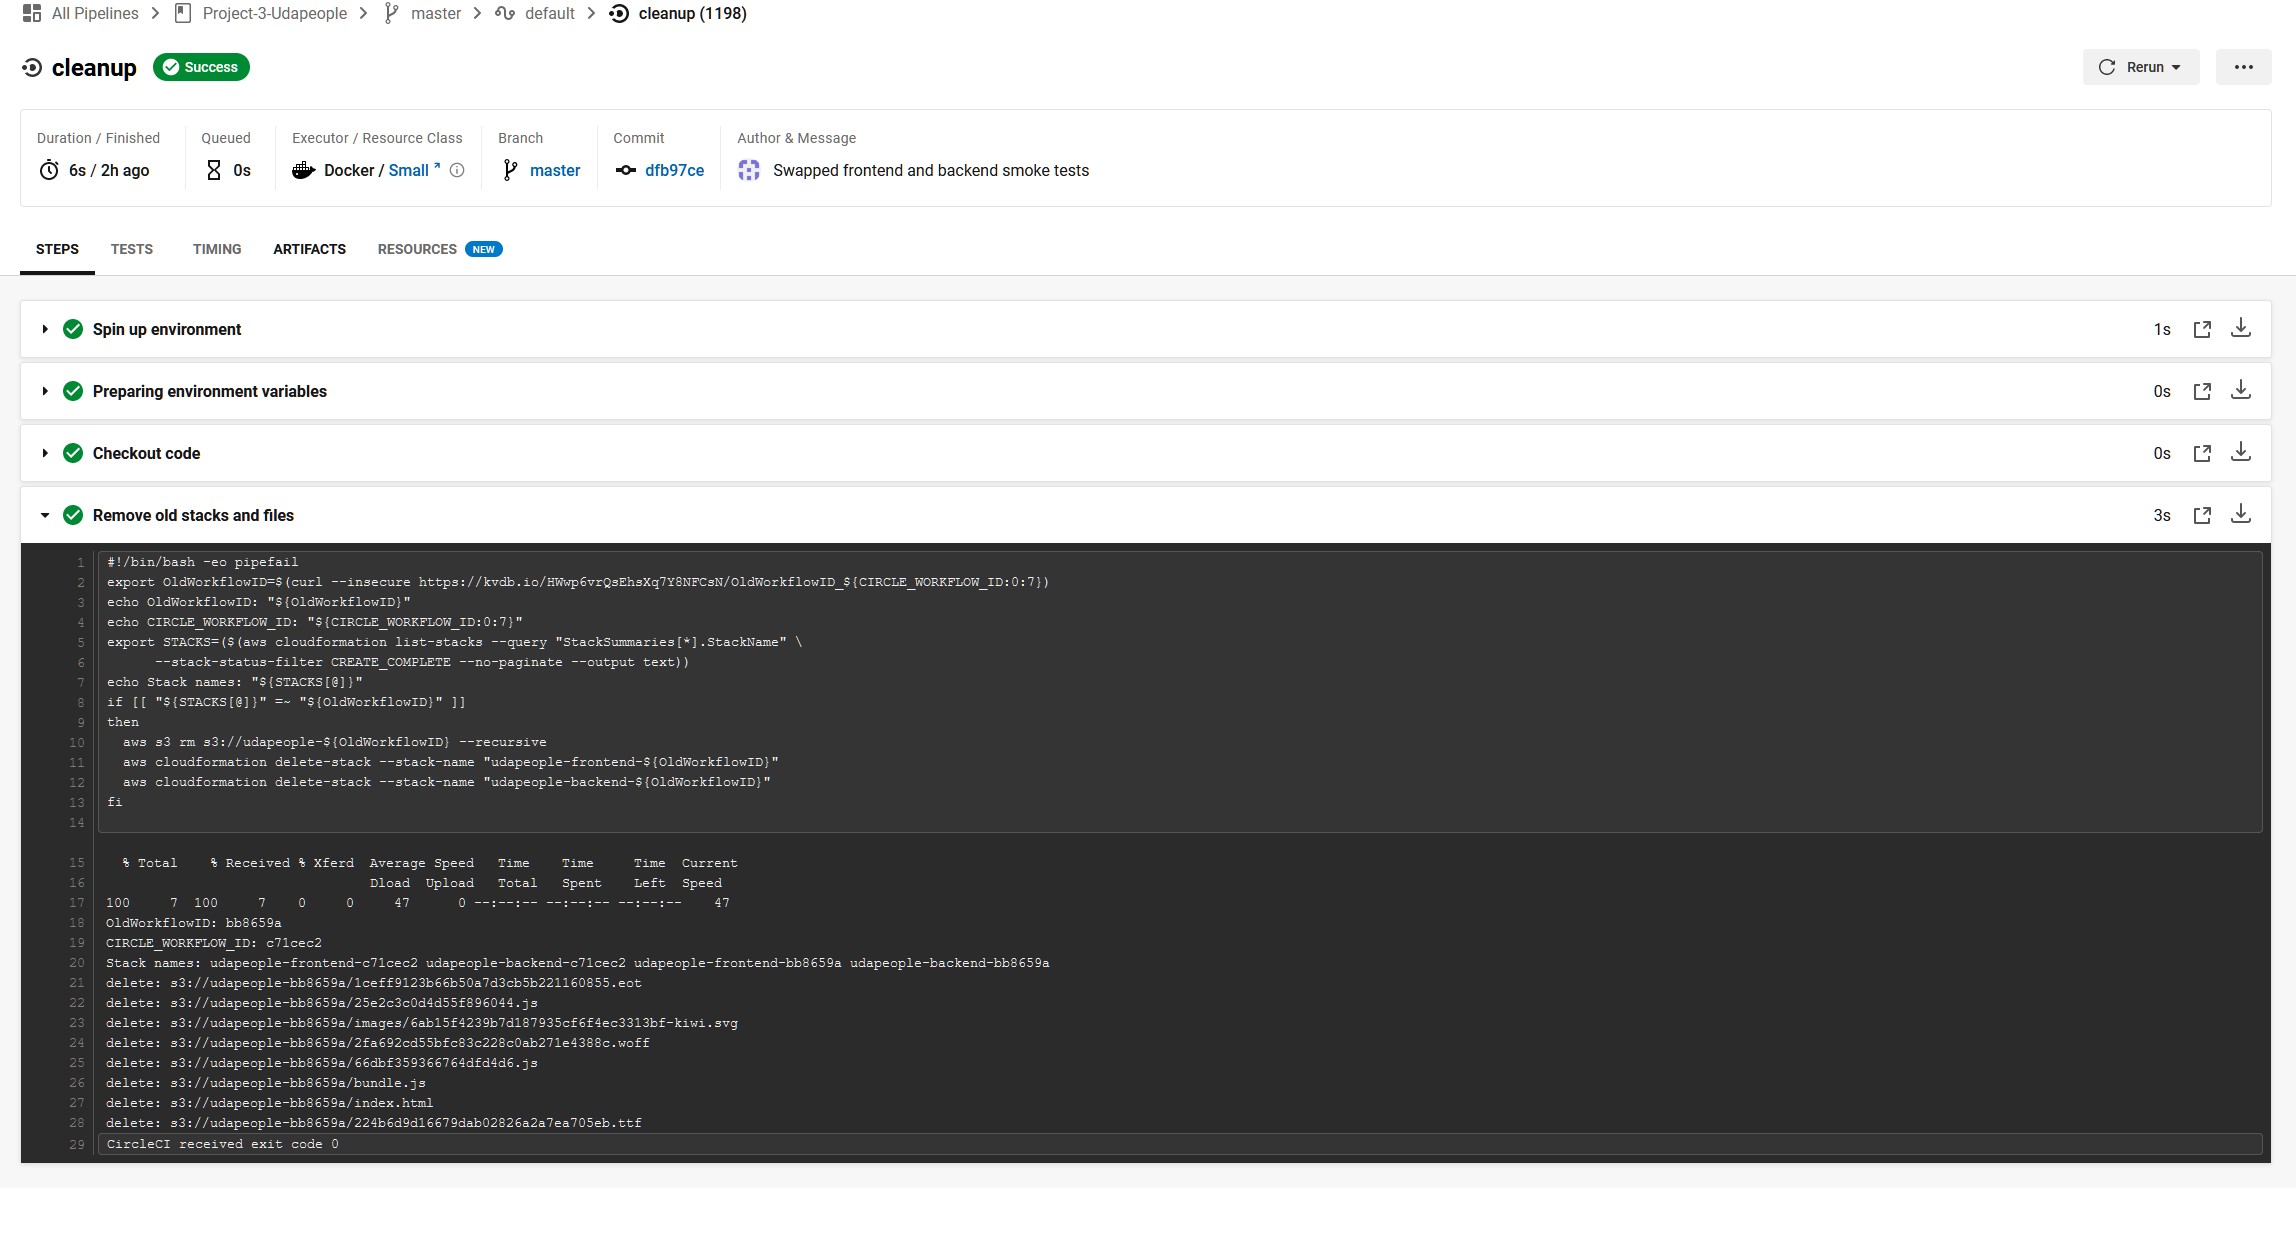 All Pipelines > Project-3-Udapeople > master > default > cleanup (1198)
cleanup Success Rerun ...
Duration / Finished Queued Executor / Resource Class Branch Commit Author & Message
6s / 2h ago 0s Docker / Small master dfb97ce Swapped frontend and backend smoke tests
STEPS TESTS TIMING ARTIFACTS RESOURCES NEW
Spin up environment 1s
Preparing environment variables 0s
Checkout code 0s
Remove old stacks and files 3s
1 #!/bin/bash -eo pipefail
2 export OldWorkflowID=$(curl --insecure https://kvdb.io/HWwp6vrQsEhsXq7Y8NFCsN/OldWorkflowID_${CIRCLE_WORKFLOW_ID:0:7})
3 echo OldWorkflowID: "${OldWorkflowID}"
4 echo CIRCLE_WORKFLOW_ID: "${CIRCLE_WORKFLOW_ID:0:7}"
5 export STACKS=($(aws cloudformation list-stacks --query "StackSummaries[*].StackName" \
6 --stack-status-filter CREATE_COMPLETE --no-paginate --output text))
7 echo Stack names: "${STACKS[@]}"
8 if [[ "${STACKS[@]}" =~ "${OldWorkflowID}" ]]
9 then
10 aws s3 rm s3://udapeople-${OldWorkflowID} --recursive
11 aws cloudformation delete-stack --stack-name "udapeople-frontend-${OldWorkflowID}"
12 aws cloudformation delete-stack --stack-name "udapeople-backend-${OldWorkflowID}"
13 fi
14
15 % Total % Received % Xferd Average Speed Time Time Time Current
16 Dload Upload Total Spent Left Speed
17 100 7 100 7 0 0 47 0 --:--:-- --:--:-- --:--:-- 47
18 OldWorkflowID: bb8659a
19 CIRCLE_WORKFLOW_ID: c71cec2
20 Stack names: udapeople-frontend-c71cec2 udapeople-backend-c71cec2 udapeople-frontend-bb8659a udapeople-backend-bb8659a
21 delete: s3://udapeople-bb8659a/1ceff9123b66b50a7d3cb5b221160855.eot
22 delete: s3://udapeople-bb8659a/25e2c3c0d4d55f896044.js
23 delete: s3://udapeople-bb8659a/images/6ab15f4239b7d187935cf6f4ec3313bf-kiwi.svg
24 delete: s3://udapeople-bb8659a/2fa692cd55bfc83c228c0ab271e4388c.woff
25 delete: s3://udapeople-bb8659a/66dbf359366764dfd4d6.js
26 delete: s3://udapeople-bb8659a/bundle.js
27 delete: s3://udapeople-bb8659a/index.html
28 delete: s3://udapeople-bb8659a/224b6d9d16679dab02826a2a7ea705eb.ttf
29 CircleCI received exit code 0